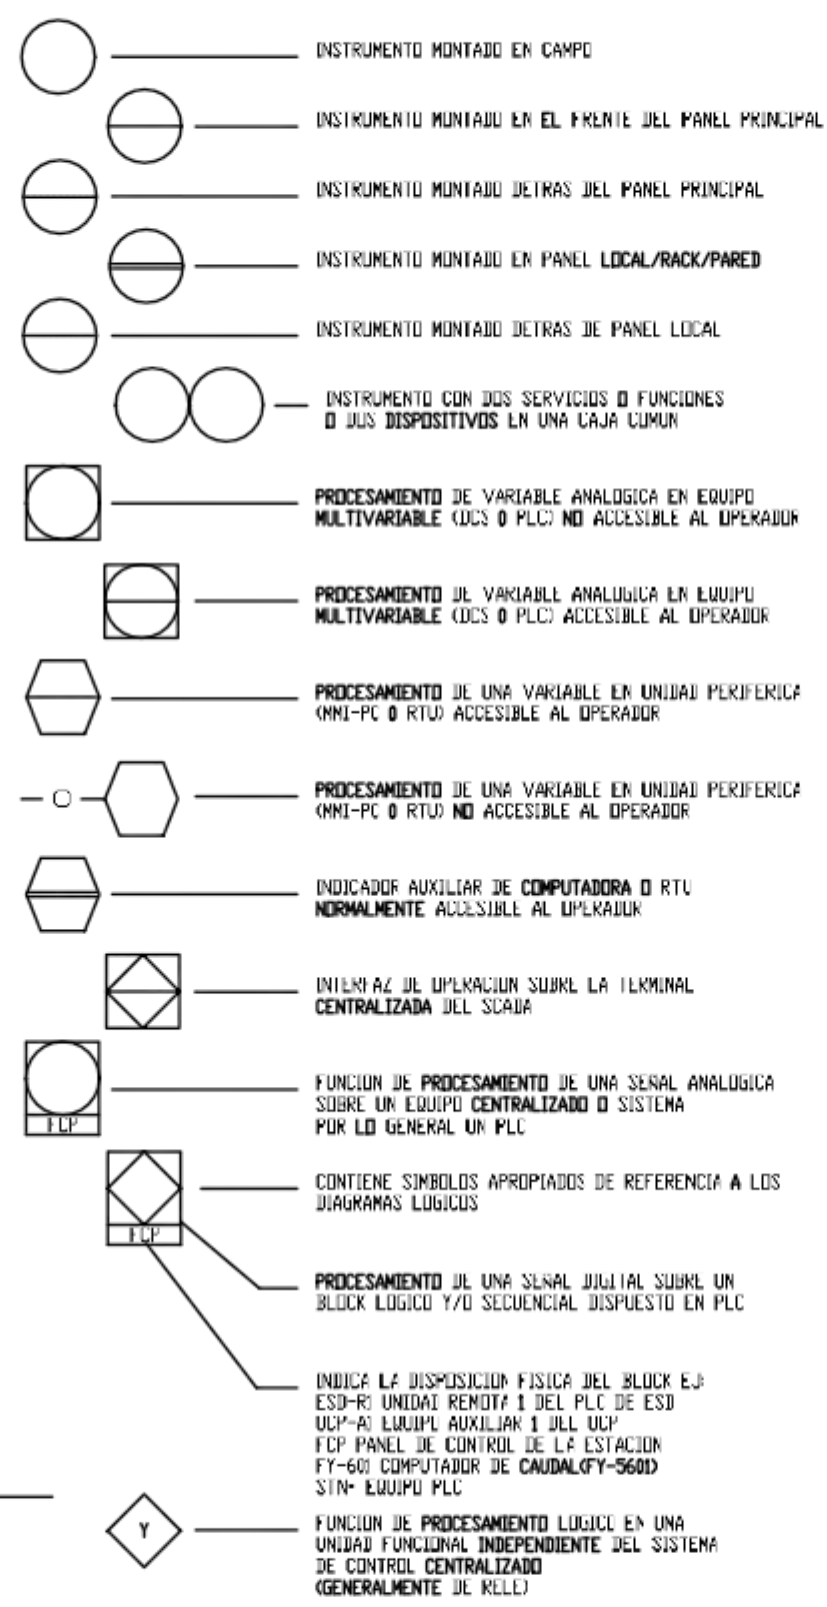 INSTRUMENTO MONTADO EN CAMPO
INSTRUMENTO MONTADO EN EL FRENTE DEL PANEL PRINCIPAL
INSTRUMENTO MONTADO DETRAS DEL PANEL PRINCIPAL
INSTRUMENTO MONTADO EN PANEL LOCAL/RACK/PARED
INSTRUMENTO MONTADO DETRAS DE PANEL LOCAL
INSTRUMENTO CON DOS SERVICIOS O FUNCIONES
O DOS DISPOSITIVOS EN UNA CAJA COMUN
PROCESAMIENTO DE VARIABLE ANALOGICA EN EQUIPO
MULTIVARIABLE (DCS O PLC) NO ACCESIBLE AL OPERADOR
PROCESAMIENTO DE VARIABLE ANALOGICA EN EQUIPO
MULTIVARIABLE (DCS O PLC) ACCESIBLE AL OPERADOR
PROCESAMIENTO DE UNA VARIABLE EN UNIDAD PERIFERICA
(MMI-PC O RTU) ACCESIBLE AL OPERADOR
PROCESAMIENTO DE UNA VARIABLE EN UNIDAD PERIFERICA
(MMI-PC O RTU) NO ACCESIBLE AL OPERADOR
INDICADOR AUXILIAR DE COMPUTADORA O RTU
NORMALMENTE ACCESIBLE AL OPERADOR
INTERFAZ DE OPERACION SOBRE LA TERMINAL
CENTRALIZADA DEL SCADA
FCP
FUNCION DE PROCESAMIENTO DE UNA SEÑAL ANALOGICA
SOBRE UN EQUIPO CENTRALIZADO O SISTEMA
POR LO GENERAL UN PLC
FCP
CONTIENE SIMBOLOS APROPIADOS DE REFERENCIA A LOS
DIAGRAMAS LOGICOS
PROCESAMIENTO DE UNA SEÑAL DIGITAL SOBRE UN
BLOCK LOGICO Y/O SECUENCIAL DISPUESTO EN PLC
INDICA LA DISPOSICION FISICA DEL BLOCK EJ:
ESD-R1 UNIDAD REMOTA 1 DEL PLC DE ESD
UCP-A1 EQUIPO AUXILIAR 1 DEL UCP
FCP PANEL DE CONTROL DE LA ESTACION
FY-601 COMPUTADOR DE CAUDAL(FY-5601)
STN- EQUIPO PLC
Y
FUNCION DE PROCESAMIENTO LOGICO EN UNA
UNIDAD FUNCIONAL INDEPENDIENTE DEL SISTEMA
DE CONTROL CENTRALIZADO
(GENERALMENTE DE RELE)